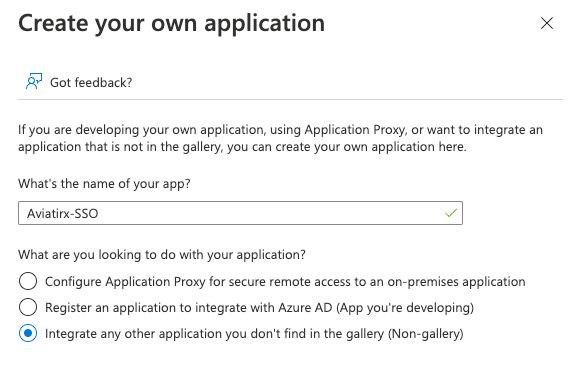 Create your own application
Got feedback?
If you are developing your own application, using Application Proxy, or want to integrate an
application that is not in the gallery, you can create your own application here.
What's the name of your app?
Aviatirx-SSO
What are you looking to do with your application?
Configure Application Proxy for secure remote access to an on-premises application
Register an application to integrate with Azure AD (App you're developing)
Integrate any other application you don't find in the gallery (Non-gallery)